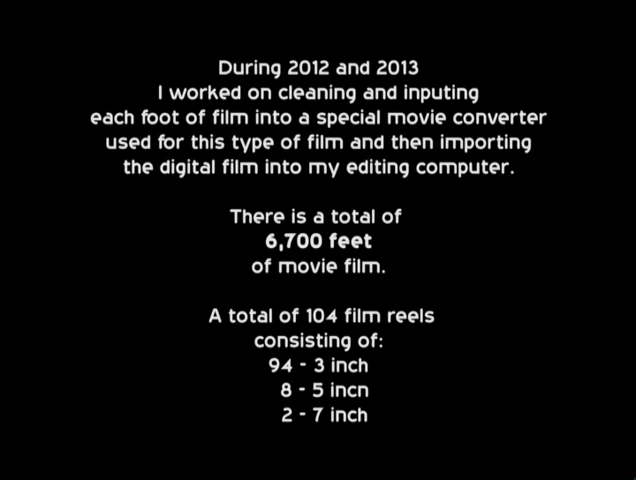 During 2012 and 2013
I worked on cleaning and inputing
each foot of film into a special movie converter
used for this type of film and then importing
the digital film into my editing computer.
There is a total of
6,700 feet
of movie film.
A total of 104 film reels
consisting of:
94 - 3 inch
8 - 5 incn
2 - 7 inch